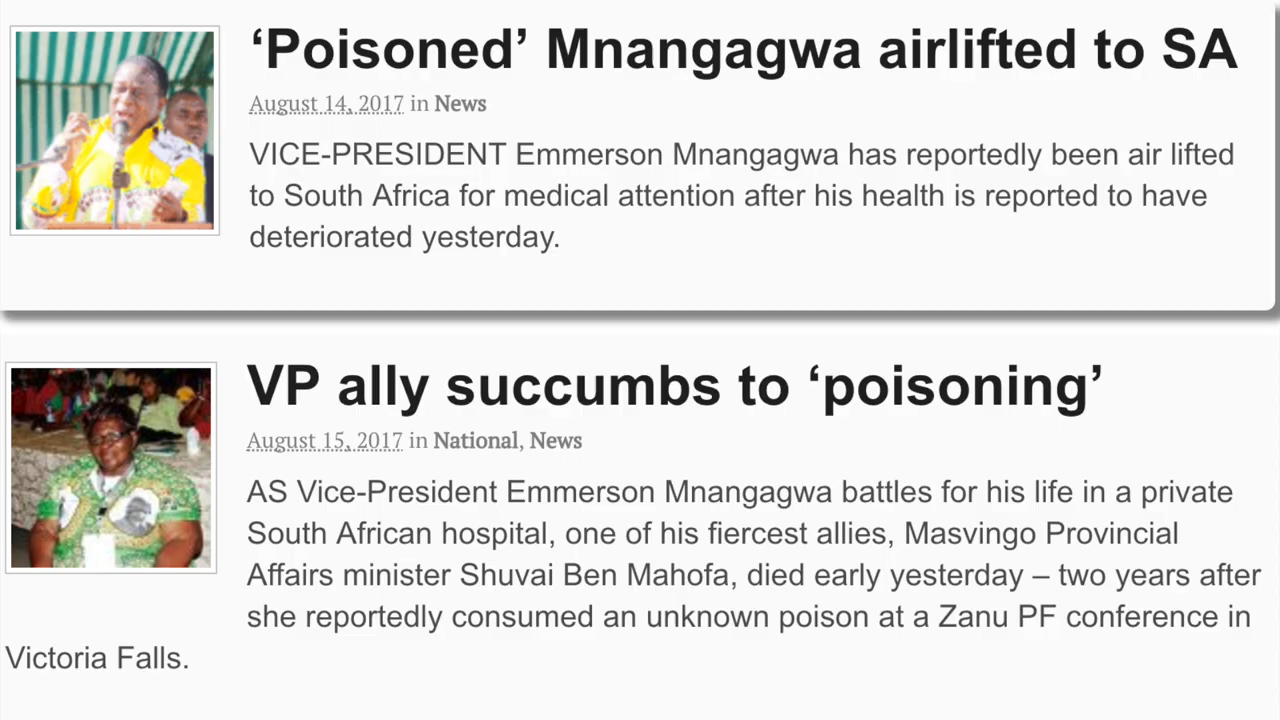 ‘Poisoned’ Mnangagwa airlifted to SA
August 14, 2017 in News
VICE-PRESIDENT Emmerson Mnangagwa has reportedly been air lifted
to South Africa for medical attention after his health is reported to have
deteriorated yesterday.
VP ally succumbs to ‘poisoning’
August 15, 2017 in National, News
AS Vice-President Emmerson Mnangagwa battles for his life in a private
South African hospital, one of his fiercest allies, Masvingo Provincial
Affairs minister Shuvai Ben Mahofa, died early yesterday – two years after
she reportedly consumed an unknown poison at a Zanu PF conference in
Victoria Falls.